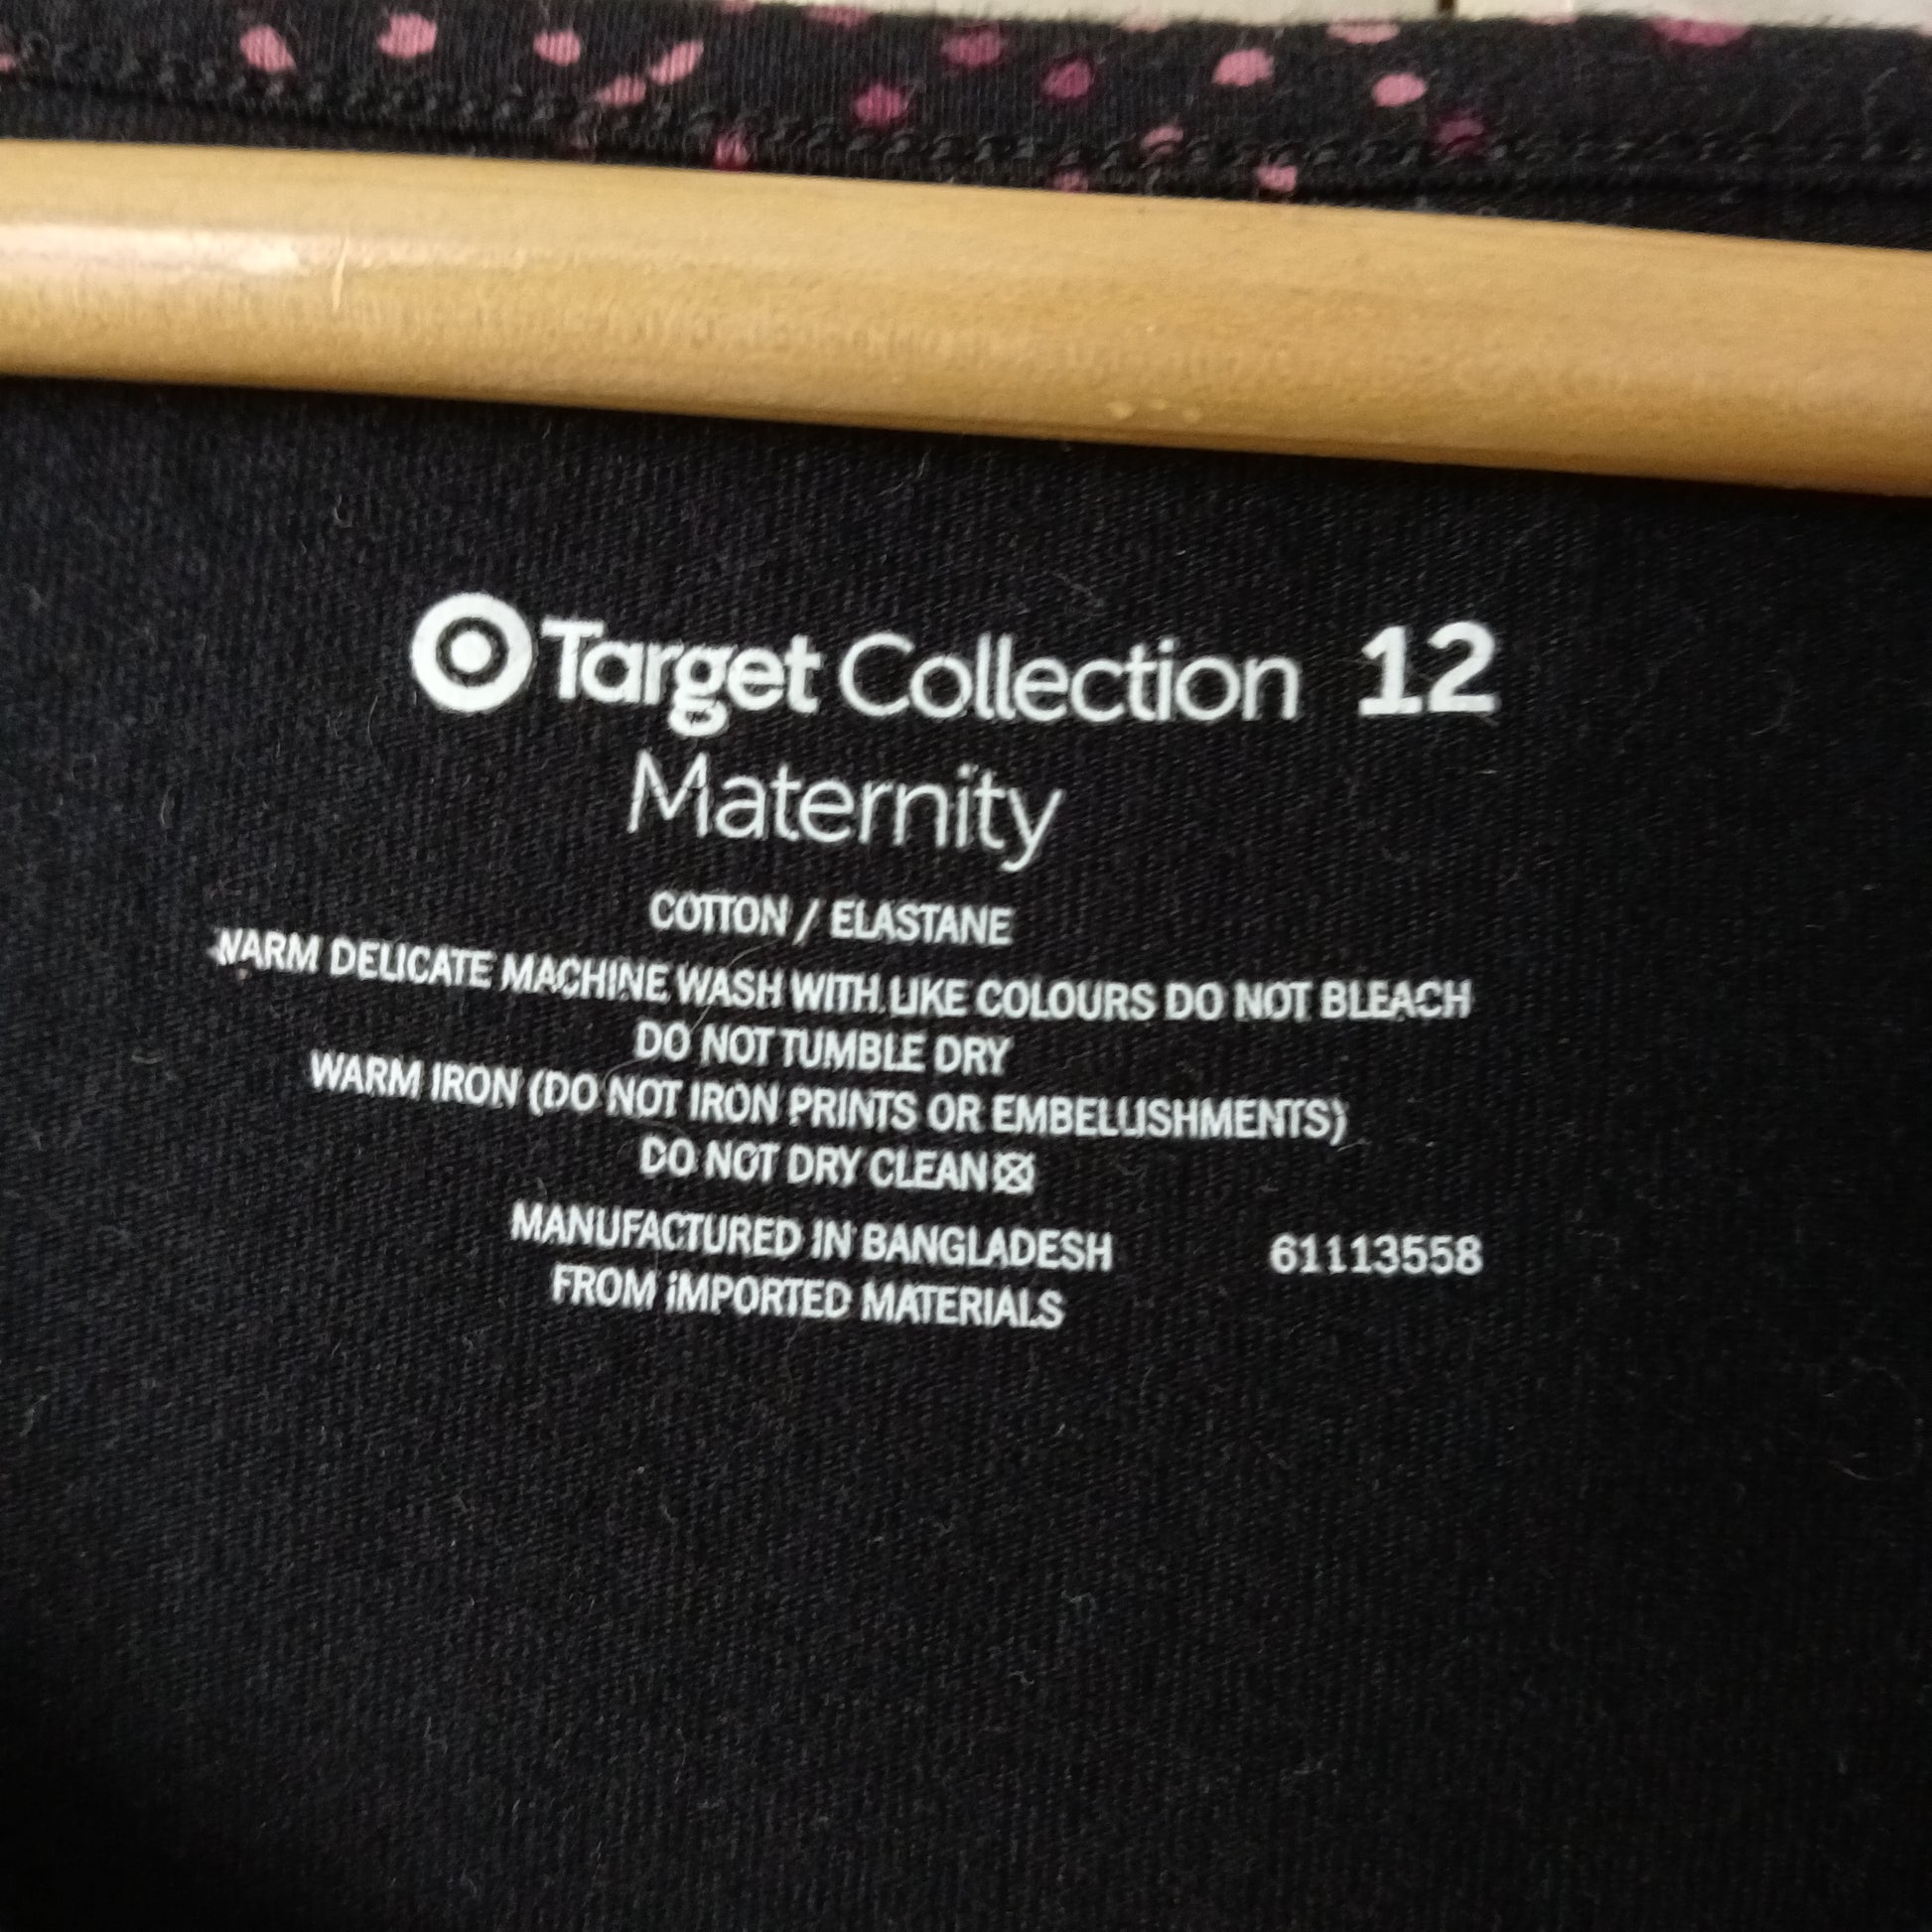 Target Collection 12
Maternity
COTTON / ELASTANE
WARM DELICATE MACHINE WASH WITH LIKE COLOURS DO NOT BLEACH
DO NOT TUMBLE DRY
WARM IRON (DO NOT IRON PRINTS OR EMBELLISHMENTS)
DO NOT DRY CLEAN
MANUFACTURED IN BANGLADESH 61113558
FROM iMPORTED MATERIALS